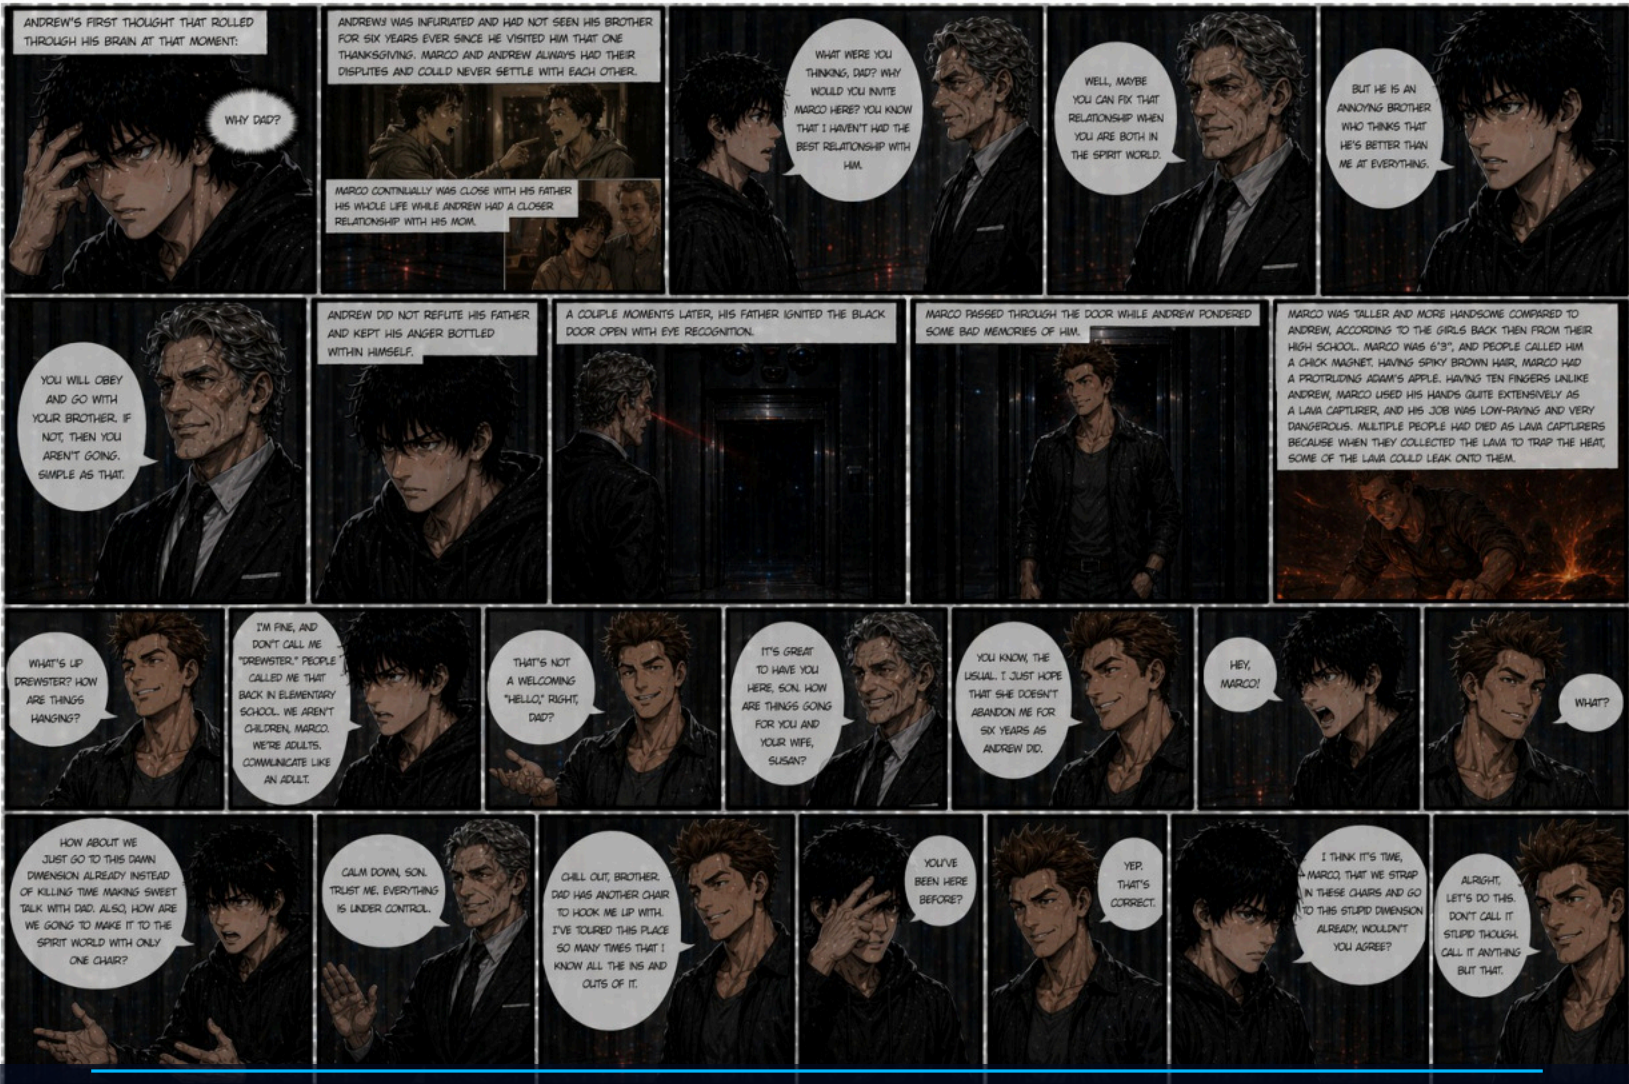 ANDREW'S FIRST THOUGHT THAT ROLLED
THROUGH HIS BRAIN AT THAT MOMENT:
WHY DAD?
ANDREW WAS INFURIATED AND HAD NOT SEEN HIS BROTHER
FOR SIX YEARS EVER SINCE HE VISITED HIM THAT ONE
THANKSGIVING. MARCO AND ANDREW ALWAYS HAD THEIR
DISPUTES AND COULD NEVER SETTLE WITH EACH OTHER.
MARCO CONTINUALLY WAS CLOSE WITH HIS FATHER
HIS WHOLE LIFE WHILE ANDREW HAD A CLOSER
RELATIONSHIP WITH HIS MOM.
WHAT WERE YOU
THINKING, DAD? WHY
WOULD YOU INVITE
MARCO HERE? YOU KNOW
THAT I HAVEN'T HAD THE
BEST RELATIONSHIP WITH
HIM.
WELL, MAYBE
YOU CAN FIX THAT
RELATIONSHIP WHEN
YOU ARE BOTH IN
THE SPIRIT WORLD.
BUT HE IS AN
ANNOYING BROTHER
WHO THINKS THAT
HE'S BETTER THAN
ME AT EVERYTHING.
YOU WILL OBEY
AND GO WITH
YOUR BROTHER. IF
NOT, THEN YOU
AREN'T GOING.
SIMPLE AS THAT.
ANDREW DID NOT REFUTE HIS FATHER
AND KEPT HIS ANGER BOTTLED
WITHIN HIMSELF.
A COUPLE MOMENTS LATER, HIS FATHER IGNITED THE BLACK
DOOR OPEN WITH EYE RECOGNITION.
MARCO PASSED THROUGH THE DOOR WHILE ANDREW PONDERED
SOME BAD MEMORIES OF HIM.
MARCO WAS TALLER AND MORE HANDSOME COMPARED TO
ANDREW, ACCORDING TO THE GIRLS BACK THEN FROM THEIR
HIGH SCHOOL. MARCO WAS 6'3", AND PEOPLE CALLED HIM
A CHICK MAGNET. HAVING SPIKY BROWN HAIR, MARCO HAD
A PROTRUDING ADAM'S APPLE. HAVING TEN FINGERS UNLIKE
ANDREW, MARCO USED HIS HANDS QUITE EXTENSIVELY AS
A LAVA CAPTURER, AND HIS JOB WAS LOW-PAYING AND VERY
DANGEROUS. MULTIPLE PEOPLE HAD DIED AS LAVA CAPTURERS
BECAUSE WHEN THEY COLLECTED THE LAVA TO TRAP THE HEAT,
SOME OF THE LAVA COULD LEAK ONTO THEM.
WHAT'S UP
DREWSTER? HOW
ARE THINGS
HANGING?
I'M FINE, AND
DON'T CALL ME
"DREWSTER." PEOPLE
CALLED ME THAT
BACK IN ELEMENTARY
SCHOOL. WE AREN'T
CHILDREN, MARCO.
WE'RE ADULTS.
COMMUNICATE LIKE
AN ADULT.
THAT'S NOT
A WELCOMING
"HELLO," RIGHT,
DAD?
IT'S GREAT
TO HAVE YOU
HERE, SON. HOW
ARE THINGS GOING
FOR YOU AND
YOUR WIFE,
SUSAN?
YOU KNOW, THE
USUAL. I JUST HOPE
THAT SHE DOESN'T
ABANDON ME FOR
SIX YEARS AS
ANDREW DID.
HEY,
MARCO!
WHAT?
HOW ABOUT WE
JUST GO TO THIS DAMN
DIMENSION ALREADY INSTEAD
OF KILLING TIME MAKING SWEET
TALK WITH DAD. ALSO, HOW ARE
WE GOING TO MAKE IT TO THE
SPIRIT WORLD WITH ONLY
ONE CHAIR?
CALM DOWN, SON.
TRUST ME. EVERYTHING
IS UNDER CONTROL.
CHILL OUT, BROTHER.
DAD HAS ANOTHER CHAIR
TO HOOK ME UP WITH.
I'VE TOURED THIS PLACE
SO MANY TIMES THAT I
KNOW ALL THE INS AND
OUTS OF IT.
YOU'VE
BEEN HERE
BEFORE?
YEP.
THAT'S
CORRECT.
I THINK IT'S TIME,
MARCO, THAT WE STRAP
IN THESE CHAIRS AND GO
TO THIS STUPID DIMENSION
ALREADY, WOULDN'T
YOU AGREE?
ALRIGHT,
LET'S DO THIS.
DON'T CALL IT
STUPID THOUGH.
CALL IT ANYTHING
BUT THAT.